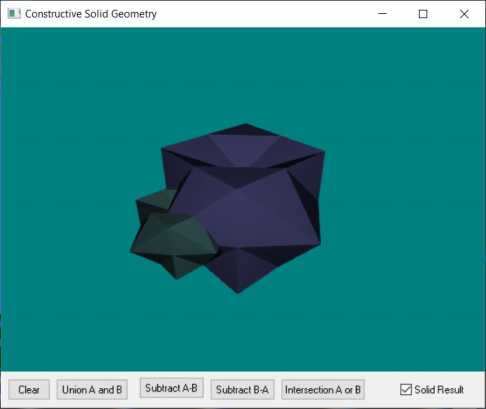 Constructive Solid Geometry
Clear Union A and B Subtract A-B Subtract B-A Intersection A or B Solid Result